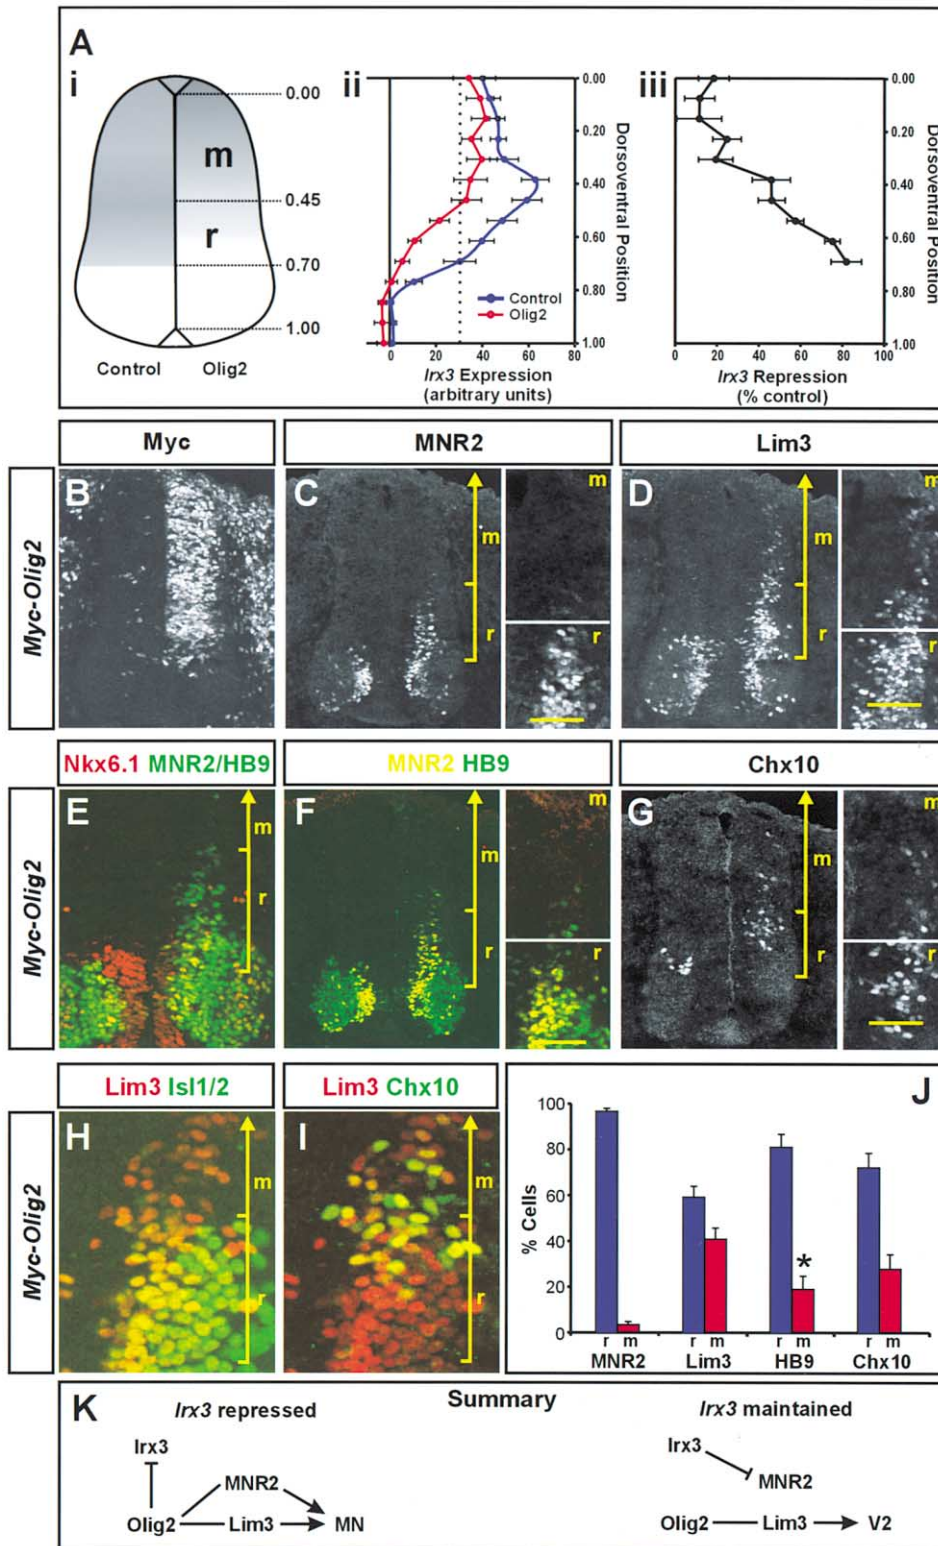 A
i
ii
iii
m
r
0.00
0.45
0.70
1.00
Control
Olig2
0.00
0.20
0.40
0.60
0.80
1.00
Dorsoventral Position
Control
Olig2
0 20 40 60 80
Irx3 Expression
(arbitrary units)
0.00
0.20
0.40
0.60
0.80
1.00
Dorsoventral Position
0 20 40 60 80 100
Irx3 Repression
(% control)
Myc
MNR2
Lim3
Myc-Olig2
B
C
m
r
m
r
D
m
r
m
r
Nkx6.1 MNR2/HB9
MNR2 HB9
Chx10
Myc-Olig2
E
m
r
F
m
r
m
r
G
m
r
m
r
Lim3 Isl1/2
Lim3 Chx10
Myc-Olig2
H
m
r
I
m
r
J
% Cells
100
80
60
40
20
0
*
r m r m r m r m
MNR2 Lim3 HB9 Chx10
K
Summary
Irx3 repressed
Irx3 maintained
Irx3
MNR2
Olig2 Lim3 MN
Irx3
MNR2
Olig2 Lim3 V2